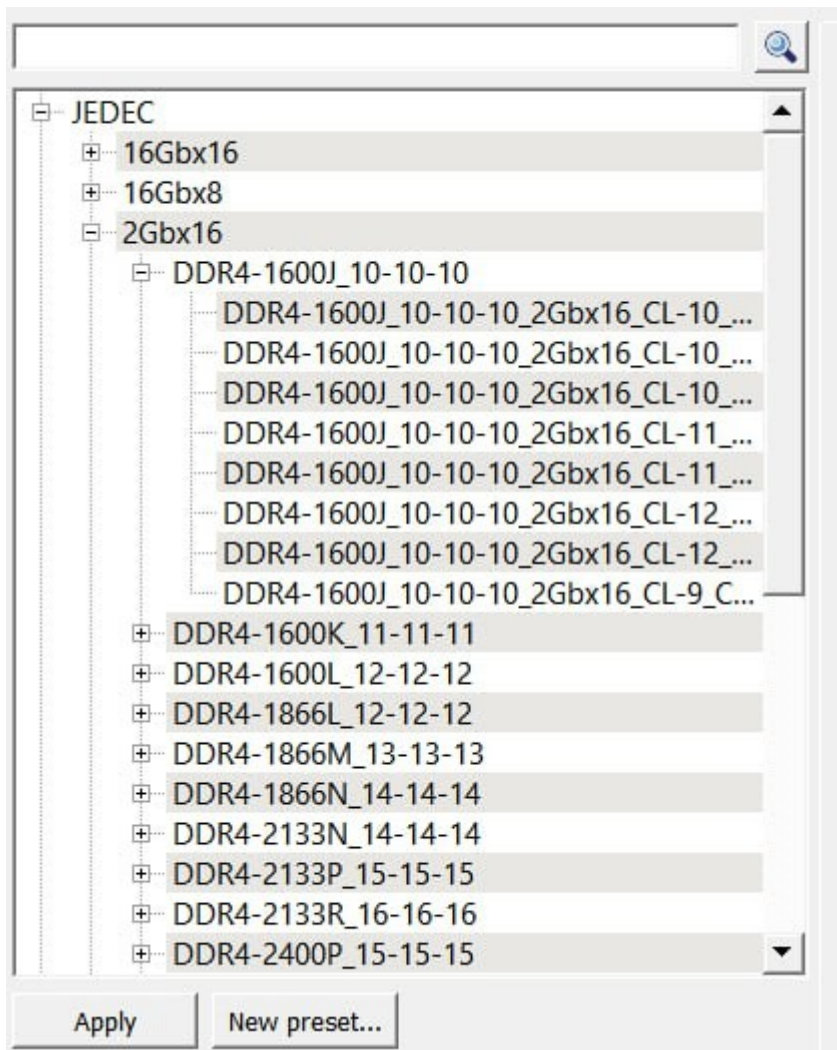 JEDEC
16Gbx16
16Gbx8
2Gbx16
DDR4-1600J_10-10-10
DDR4-1600J_10-10-10_2Gbx16_CL-10_...
DDR4-1600J_10-10-10_2Gbx16_CL-10_...
DDR4-1600J_10-10-10_2Gbx16_CL-10_...
DDR4-1600J_10-10-10_2Gbx16_CL-11_...
DDR4-1600J_10-10-10_2Gbx16_CL-11_...
DDR4-1600J_10-10-10_2Gbx16_CL-12_...
DDR4-1600J_10-10-10_2Gbx16_CL-12_...
DDR4-1600J_10-10-10_2Gbx16_CL-9_C...
DDR4-1600K_11-11-11
DDR4-1600L_12-12-12
DDR4-1866L_12-12-12
DDR4-1866M_13-13-13
DDR4-1866N_14-14-14
DDR4-2133N_14-14-14
DDR4-2133P_15-15-15
DDR4-2133R_16-16-16
DDR4-2400P_15-15-15
Apply New preset...